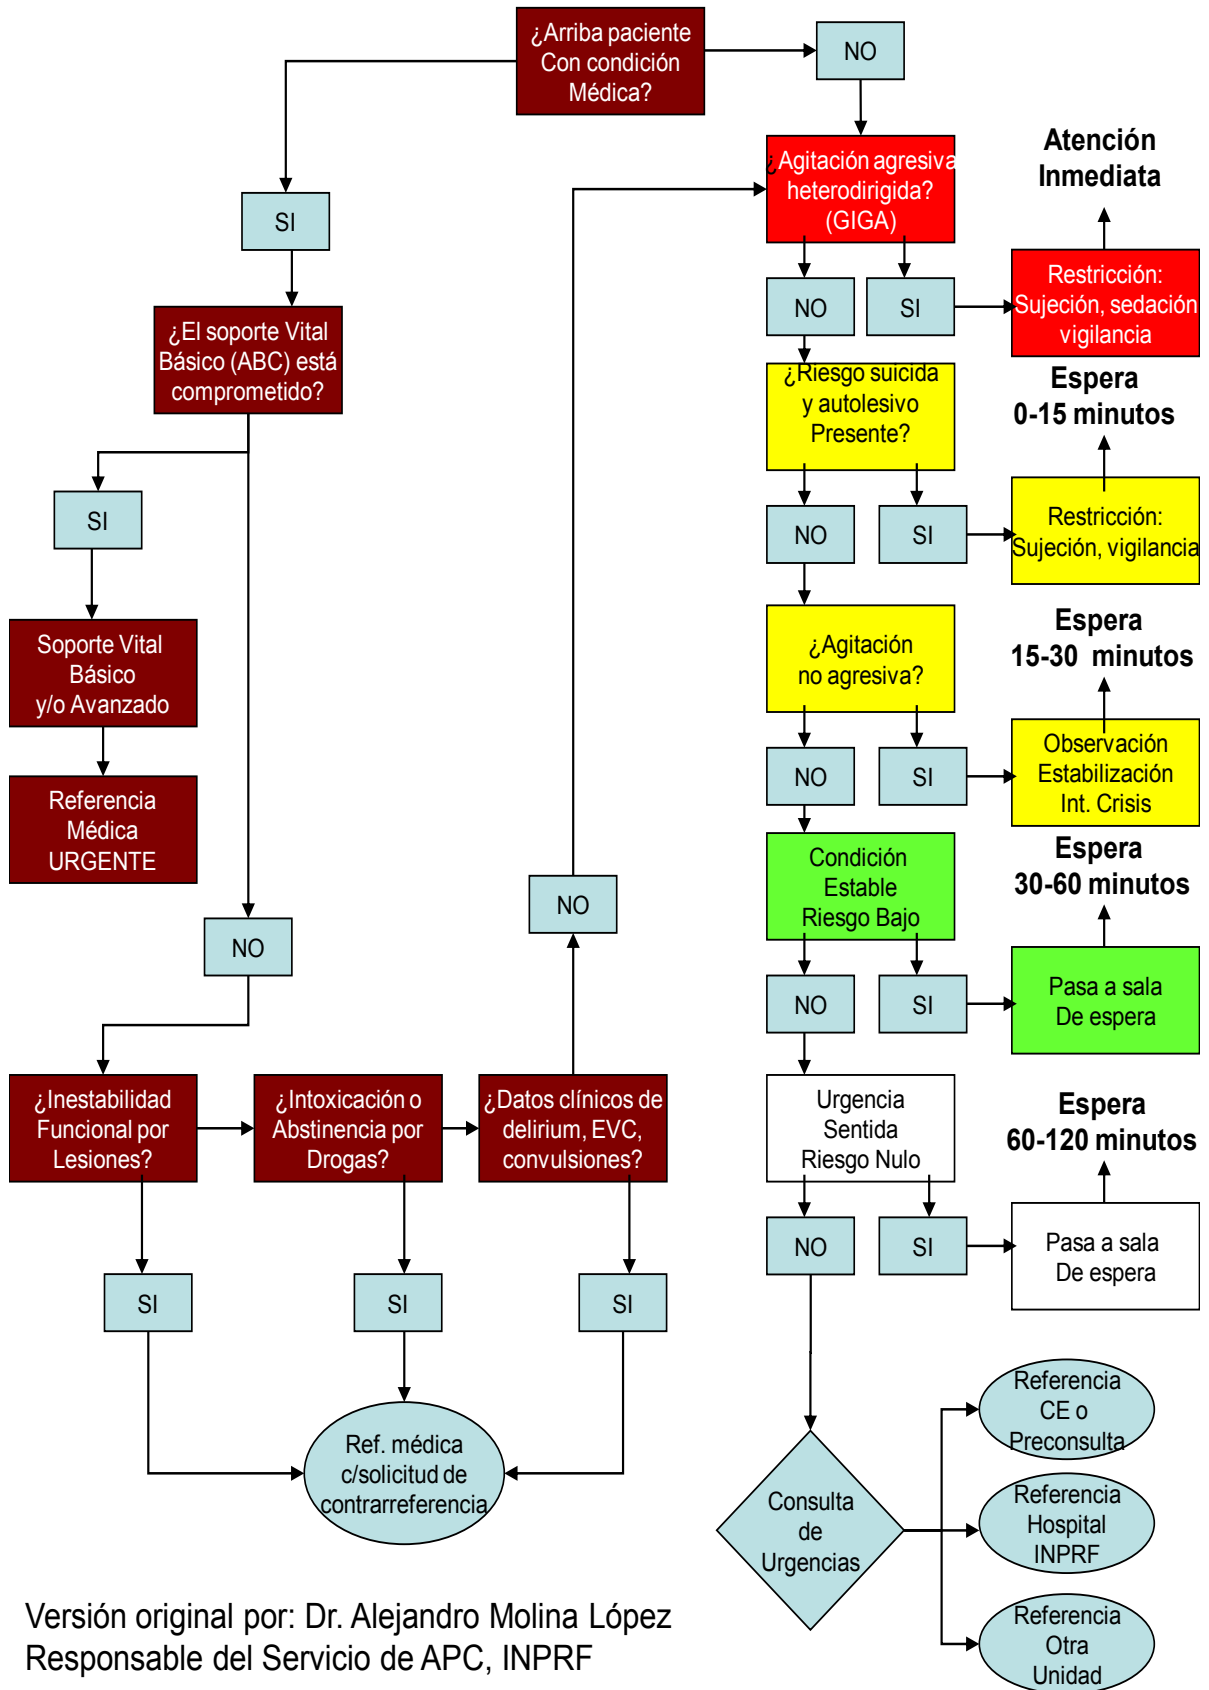 ¿Arriba paciente
Con condición
Médica?
NO
SI
¿Agitación agresiva
heterodirigida?
(GIGA)
Atención
Inmediata
NO
SI
Restricción:
Sujeción, sedación
vigilancia
¿El soporte Vital
Básico (ABC) está
comprometido?
¿Riesgo suicida
y autolesivo
Presente?
Espera
0-15 minutos
SI
NO
SI
Restricción:
Sujeción, vigilancia
Soporte Vital
Básico
y/o Avanzado
¿Agitación
no agresiva?
Espera
15-30 minutos
Referencia
Médica
URGENTE
NO
SI
Observación
Estabilización
Int. Crisis
NO
NO
Condición
Estable
Riesgo Bajo
Espera
30-60 minutos
NO
SI
Pasa a sala
De espera
¿Inestabilidad
Funcional por
Lesiones?
¿Intoxicación o
Abstinencia por
Drogas?
¿Datos clínicos de
delirium, EVC,
convulsiones?
Urgencia
Sentida
Riesgo Nulo
Espera
60-120 minutos
SI
SI
SI
NO
SI
Pasa a sala
De espera
Ref. médica
c/solicitud de
contrarreferencia
Consulta
de
Urgencias
Referencia
CE o
Preconsulta
Referencia
Hospital
INPRF
Referencia
Otra
Unidad
Versión original por: Dr. Alejandro Molina López
Responsable del Servicio de APC, INPRF